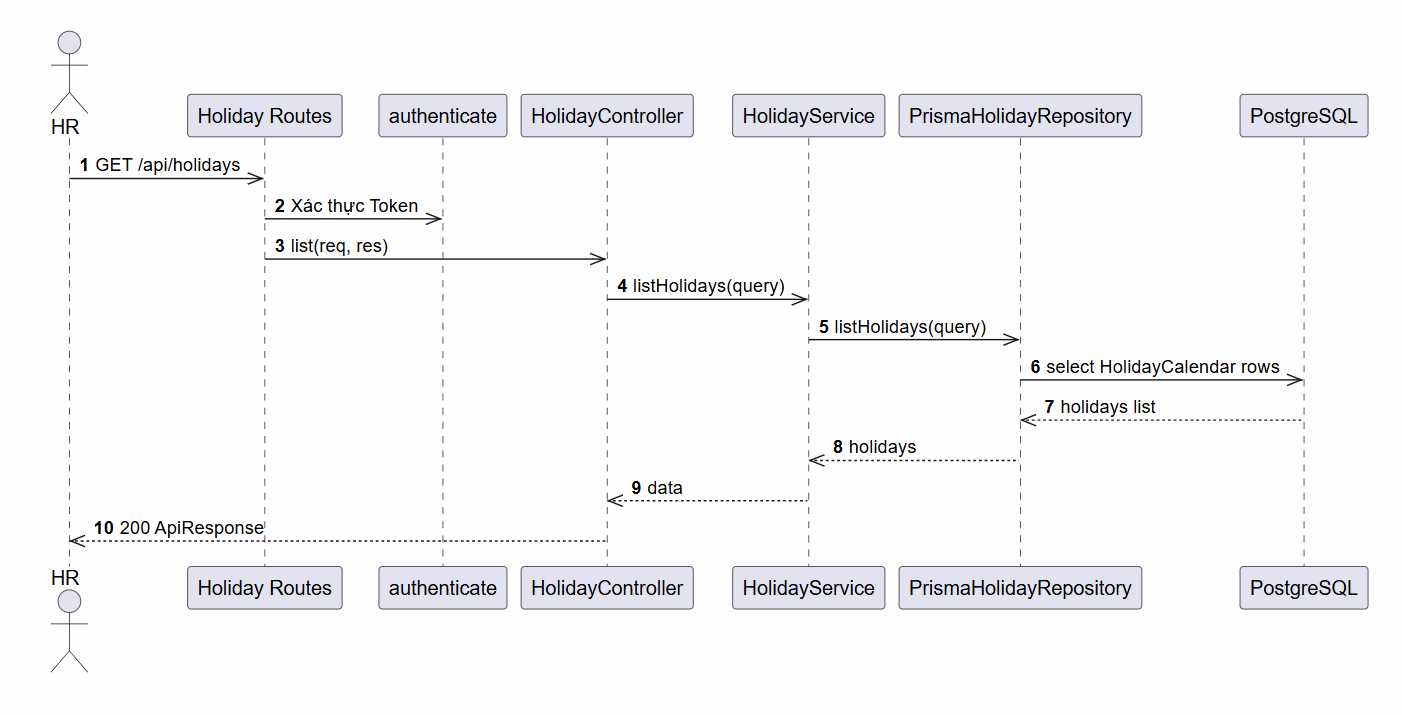 HR
Holiday Routes
authenticate
HolidayController
HolidayService
PrismaHolidayRepository
PostgreSQL
1 GET /api/holidays
2 Xác thực Token
3 list(req, res)
4 listHolidays(query)
5 listHolidays(query)
6 select HolidayCalendar rows
7 holidays list
8 holidays
9 data
10 200 ApiResponse
HR
Holiday Routes
authenticate
HolidayController
HolidayService
PrismaHolidayRepository
PostgreSQL